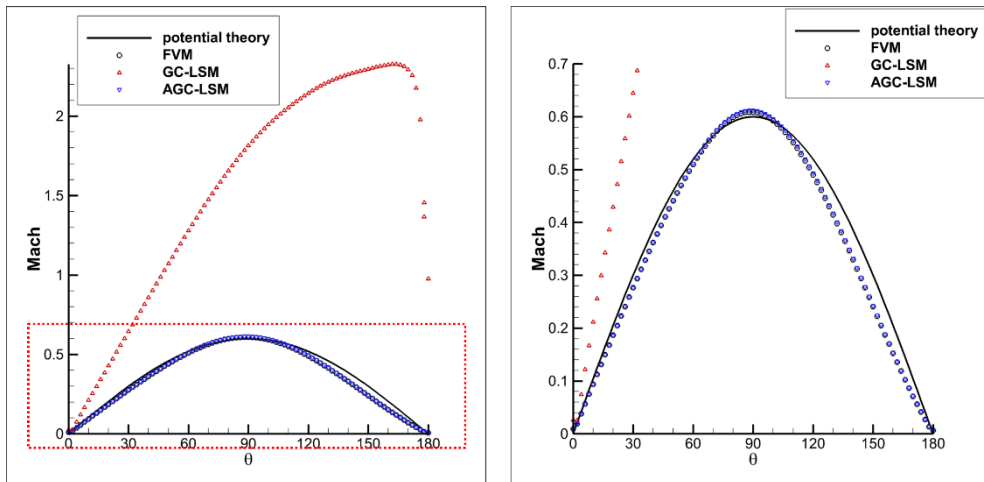 potential theory
FVM
GC-LSM
AGC-LSM
2
1.5
1
0.5
0
Mach
0 30 60 90 120 150 180
θ
potential theory
FVM
GC-LSM
AGC-LSM
0.7
0.6
0.5
0.4
0.3
0.2
0.1
0
Mach
0 30 60 90 120 150 180
θ